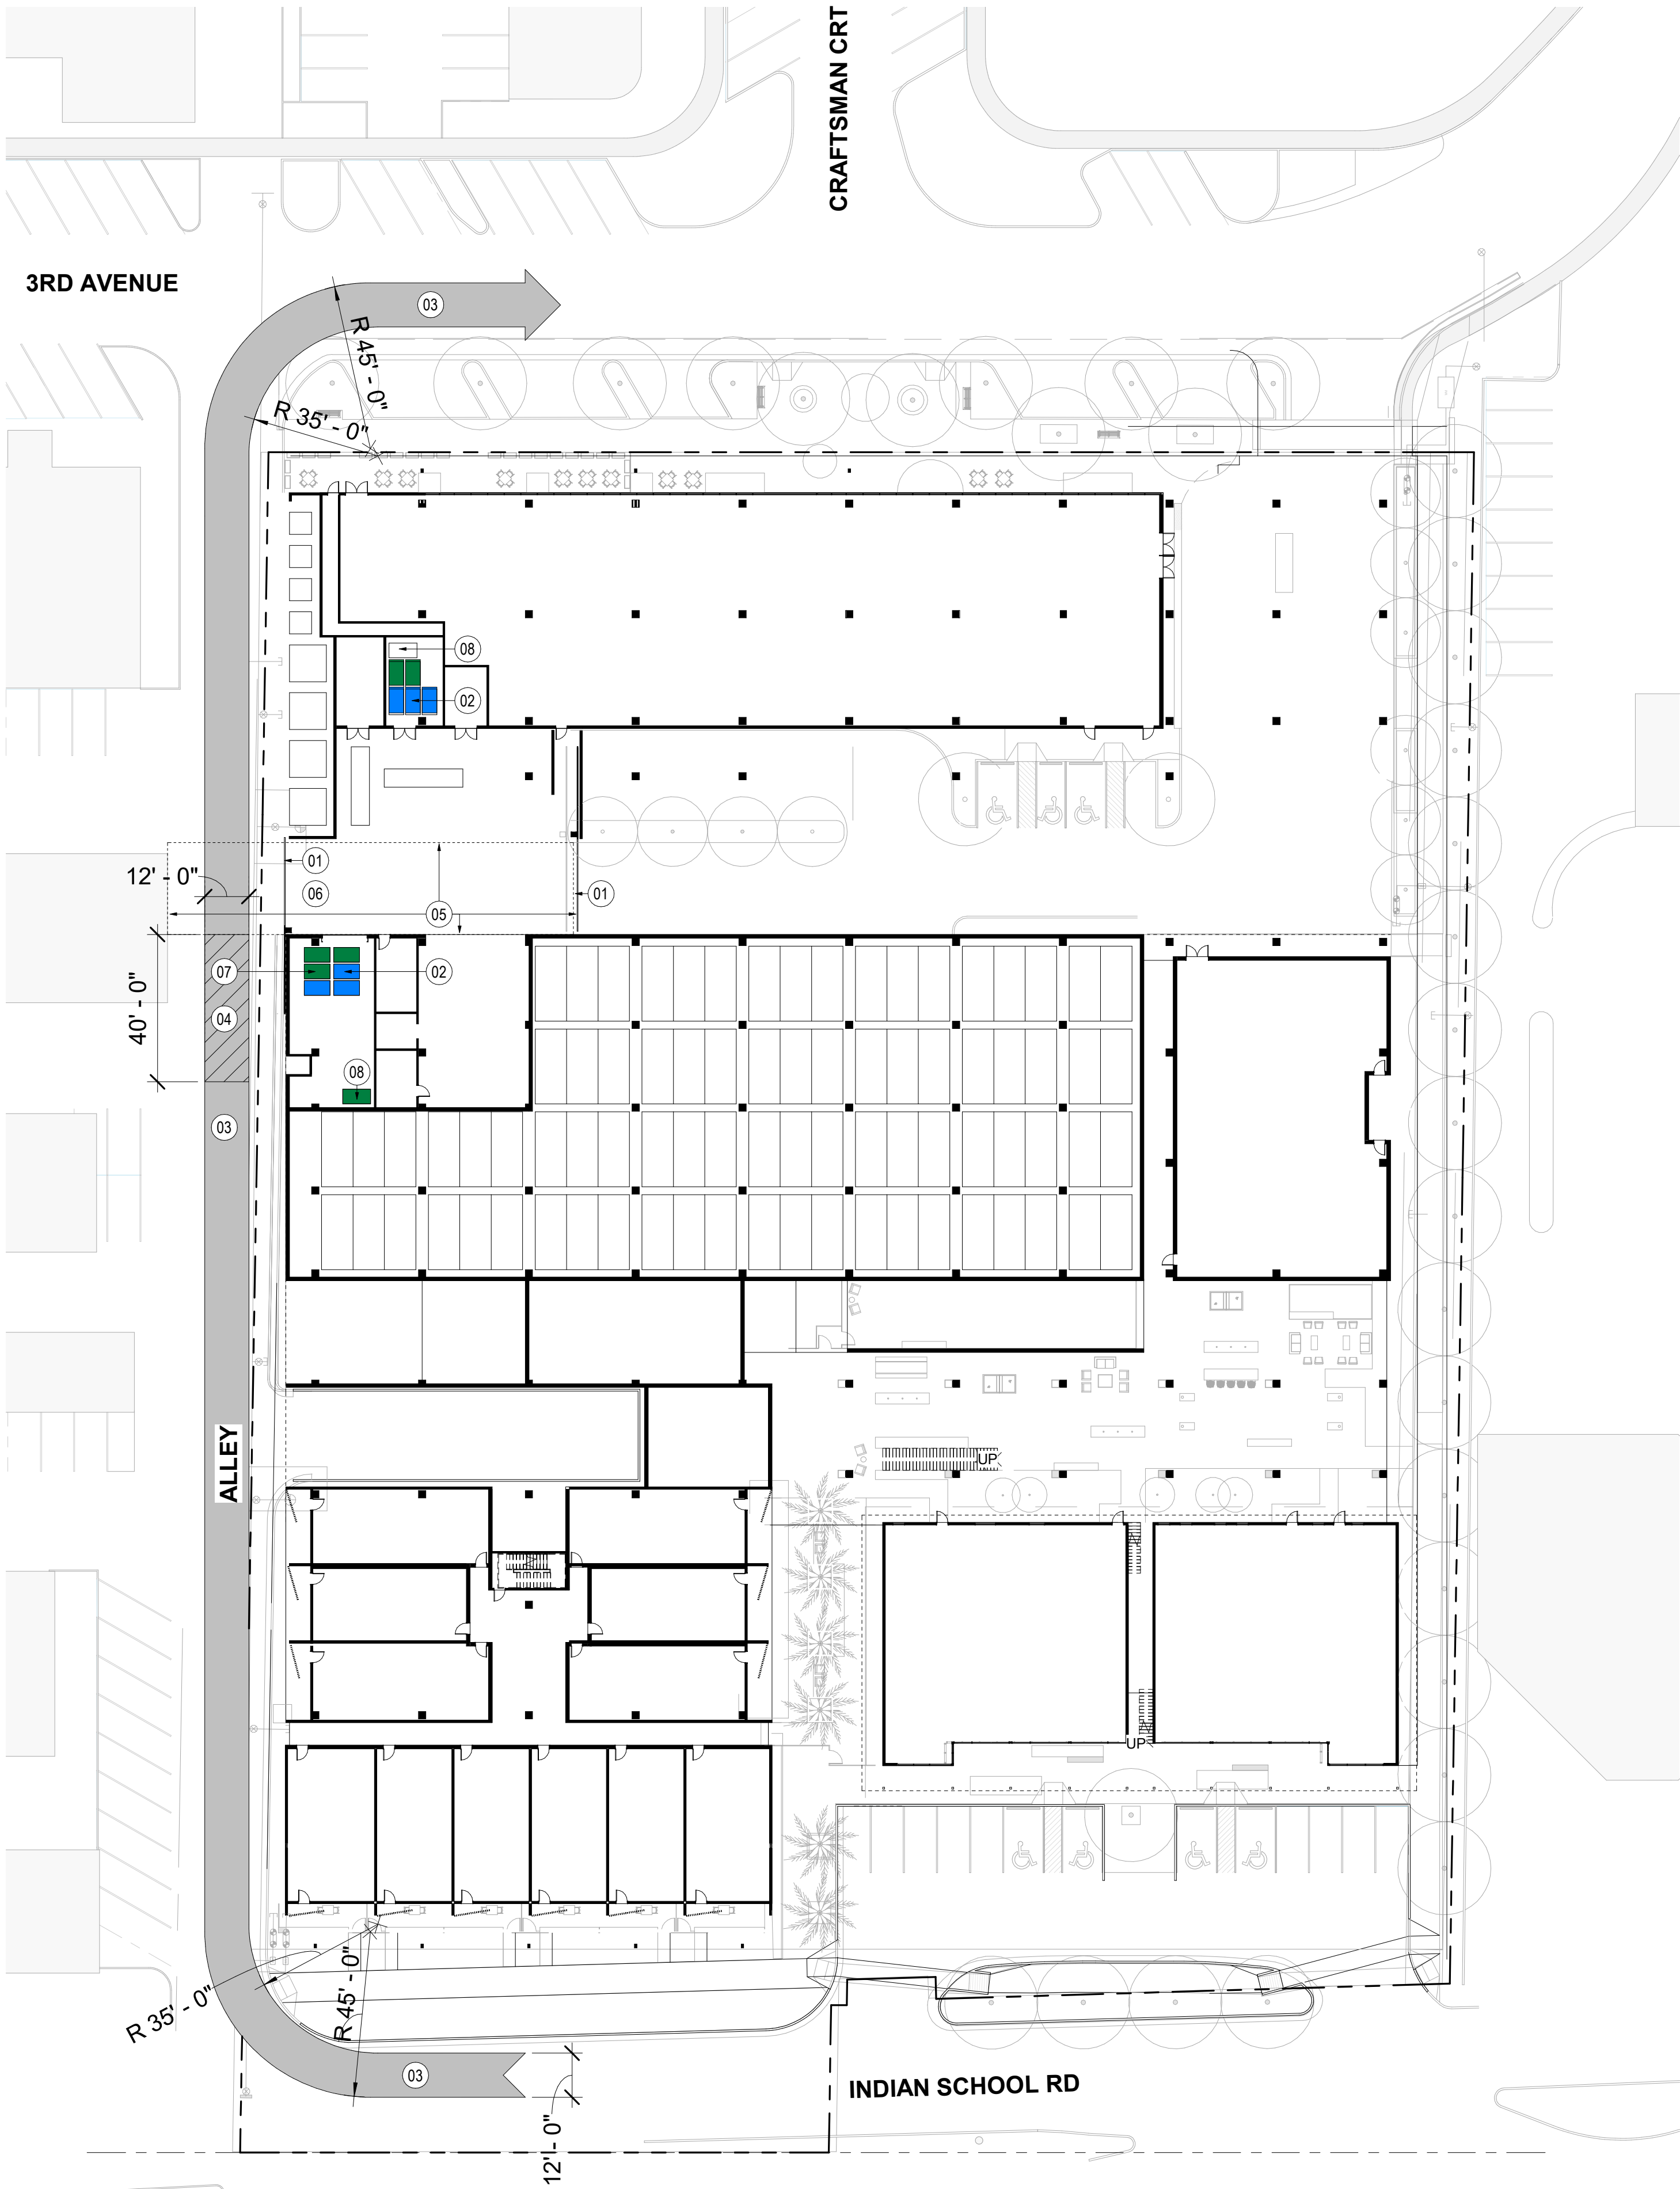 CRAFTSMAN CRT
3RD AVENUE
03
R 45' - 0"
R 35' - 0"
08
02
01
12' - 0"
06
01
05
07
02
40' - 0"
04
08
03
ALLEY
UP
UP
R 35' - 0"
R 45' - 0"
03
INDIAN SCHOOL RD
12' - 0"